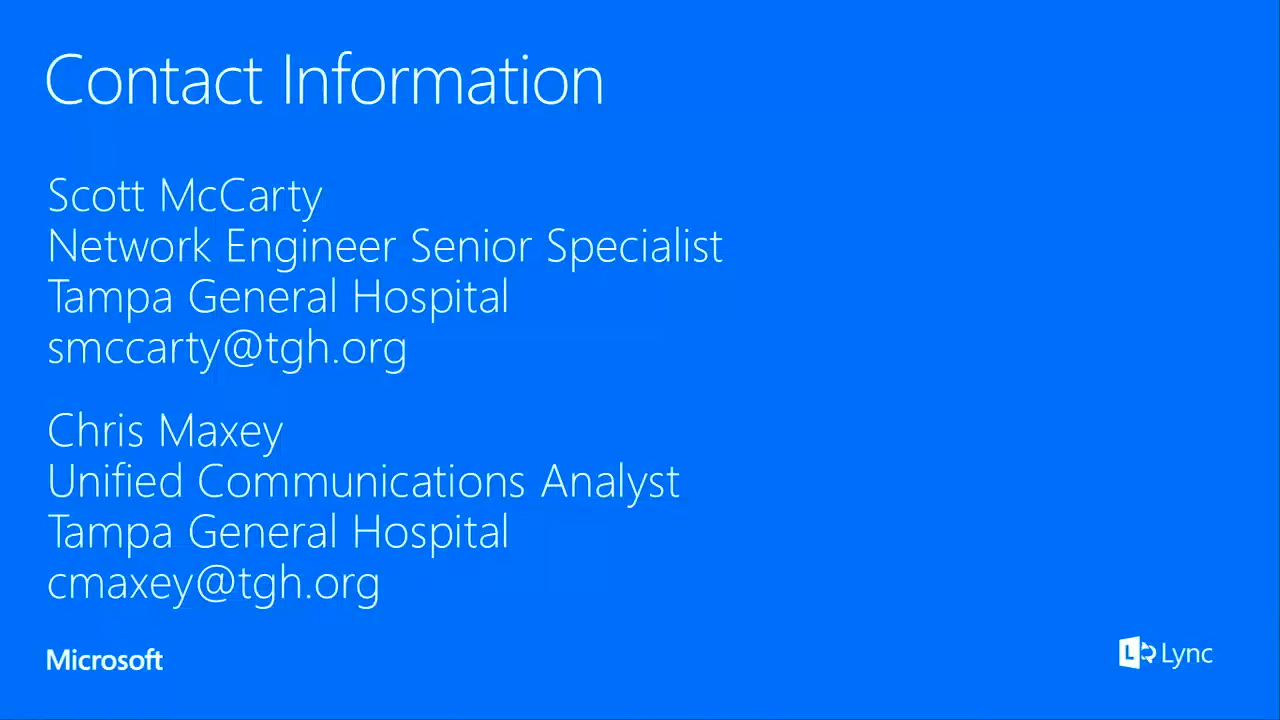 Contact Information
Scott McCarty
Network Engineer Senior Specialist
Tampa General Hospital
smccarty@tgh.org
Chris Maxey
Unified Communications Analyst
Tampa General Hospital
cmaxey@tgh.org
Microsoft
L Lync